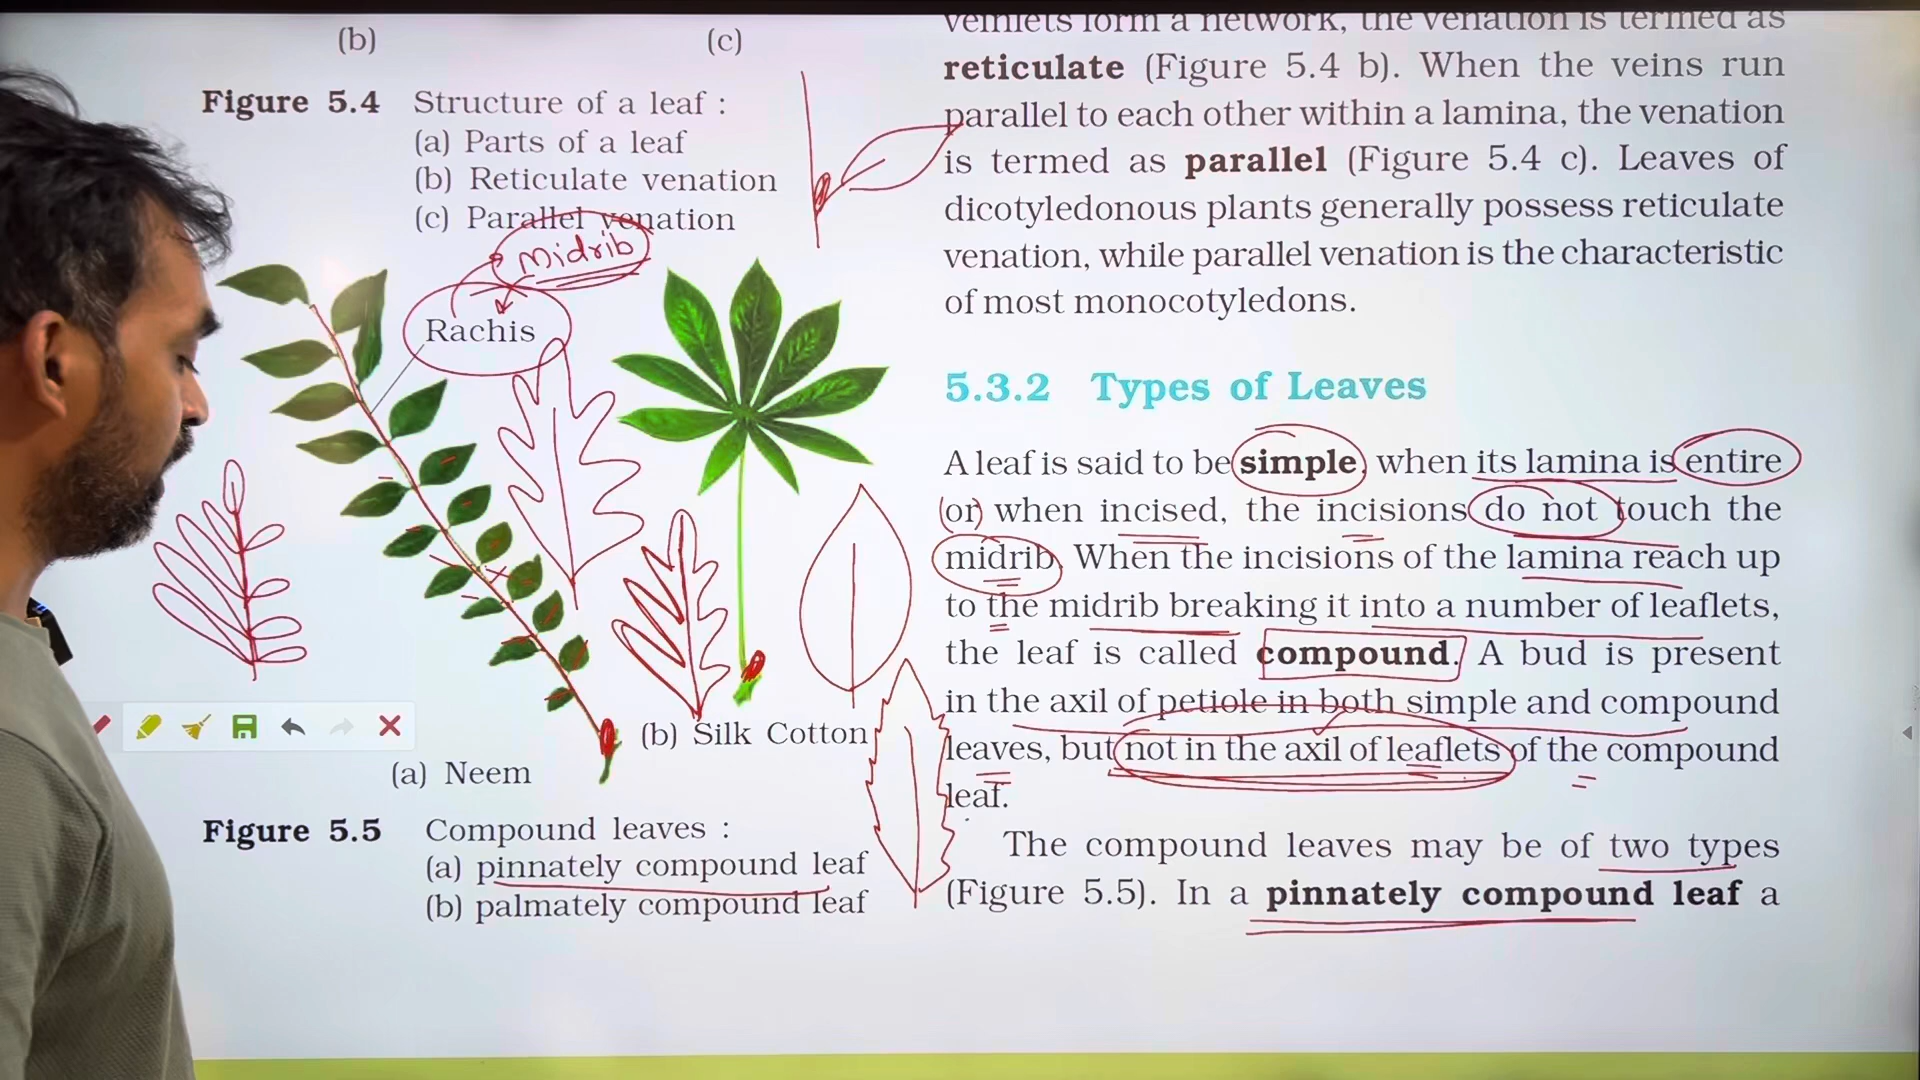 (b)
(c)
Figure 5.4 Structure of a leaf :
(a) Parts of a leaf
(b) Reticulate venation
(c) Parallel venation
Midrib
Rachis
(b) Silk Cotton
(a) Neem
Figure 5.5 Compound leaves :
(a) pinnately compound leaf
(b) palmately compound leaf
veinlets form a network, the venation is termed as
reticulate (Figure 5.4 b). When the veins run
parallel to each other within a lamina, the venation
is termed as parallel (Figure 5.4 c). Leaves of
dicotyledonous plants generally possess reticulate
venation, while parallel venation is the characteristic
of most monocotyledons.
5.3.2 Types of Leaves
A leaf is said to be simple, when its lamina is entire
or when incised, the incisions do not touch the
midrib. When the incisions of the lamina reach up
to the midrib breaking it into a number of leaflets,
the leaf is called compound. A bud is present
in the axil of petiole in both simple and compound
leaves, but not in the axil of leaflets of the compound
leaf.
The compound leaves may be of two types
(Figure 5.5). In a pinnately compound leaf a